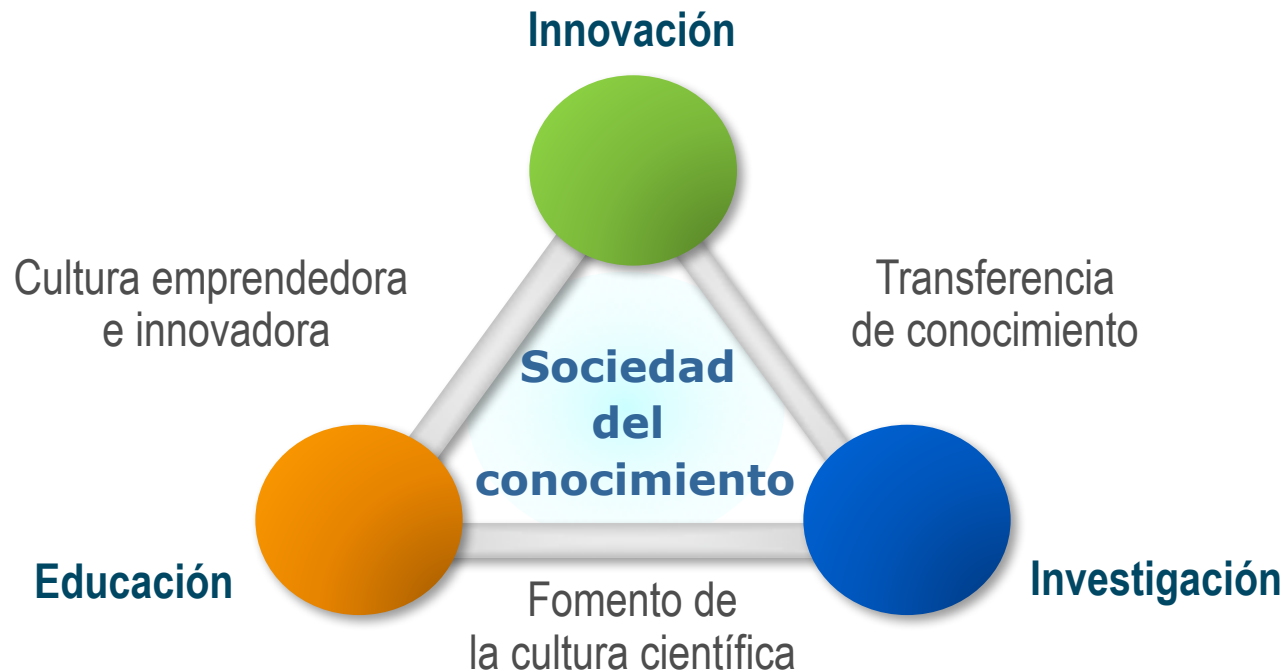 Innovación
Cultura emprendedora
e innovadora
Transferencia
de conocimiento
Sociedad
del
conocimiento
Educación
Investigación
Fomento de
la cultura científica